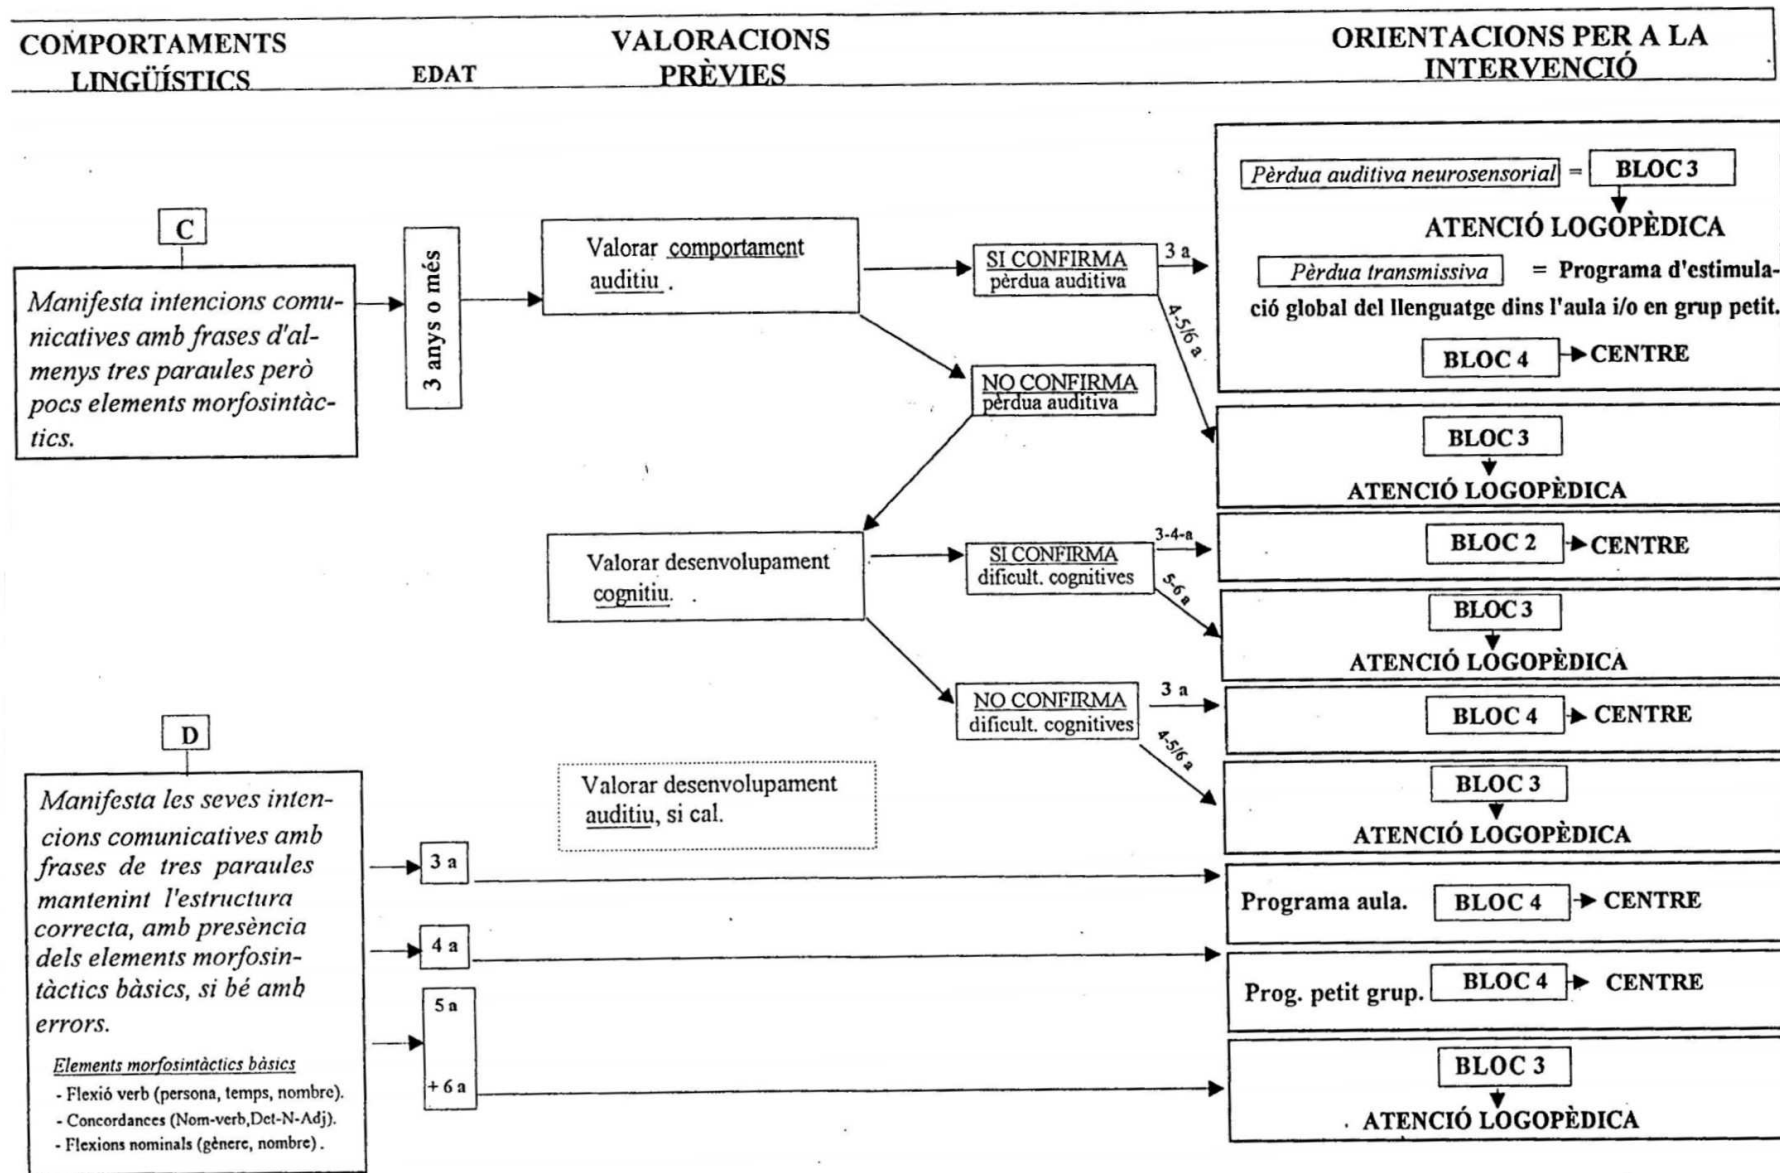 COMPORTAMENTS
LINGÜÍSTICS
EDAT
VALORACIONS
PRÈVIES
ORIENTACIONS PER A LA
INTERVENCIÓ
C
Manifesta intencions comu-
nicatives amb frases d'al-
menys tres paraules però
pocs elements morfosintàc-
tics.
3 anys o més
Valorar comportament
auditiu .
SI CONFIRMA
pèrdua auditiva
3 a
4-5/6 a
NO CONFIRMA
pèrdua auditiva
Pèrdua auditiva neurosensorial = BLOC 3
ATENCIÓ LOGOPÈDICA
Pèrdua transmissiva = Programa d'estimula-
ció global del llenguatge dins l'aula i/o en grup petit.
BLOC 4 CENTRE
BLOC 3
ATENCIÓ LOGOPÈDICA
Valorar desenvolupament
cognitiu. .
SI CONFIRMA
dificult. cognitives
3-4-a
5-6 a
BLOC 2 CENTRE
BLOC 3
ATENCIÓ LOGOPÈDICA
NO CONFIRMA
dificult. cognitives
3 a
4-5/6 a
BLOC 4 CENTRE
BLOC 3
ATENCIÓ LOGOPÈDICA
D
Manifesta les seves inten-
cions comunicatives amb
frases de tres paraules
mantenint l'estructura
correcta, amb presència
dels elements morfosin-
tàctics bàsics, si bé amb
errors.
Elements morfosintàctics bàsics
- Flexió verb (persona, temps, nombre).
- Concordances (Nom-verb,Det-N-Adj).
- Flexions nominals (gènere, nombre) .
Valorar desenvolupament
auditiu, si cal.
3 a
Programa aula. BLOC 4 CENTRE
4 a
Prog. petit grup. BLOC 4 CENTRE
5 a
+ 6 a
BLOC 3
ATENCIÓ LOGOPÈDICA